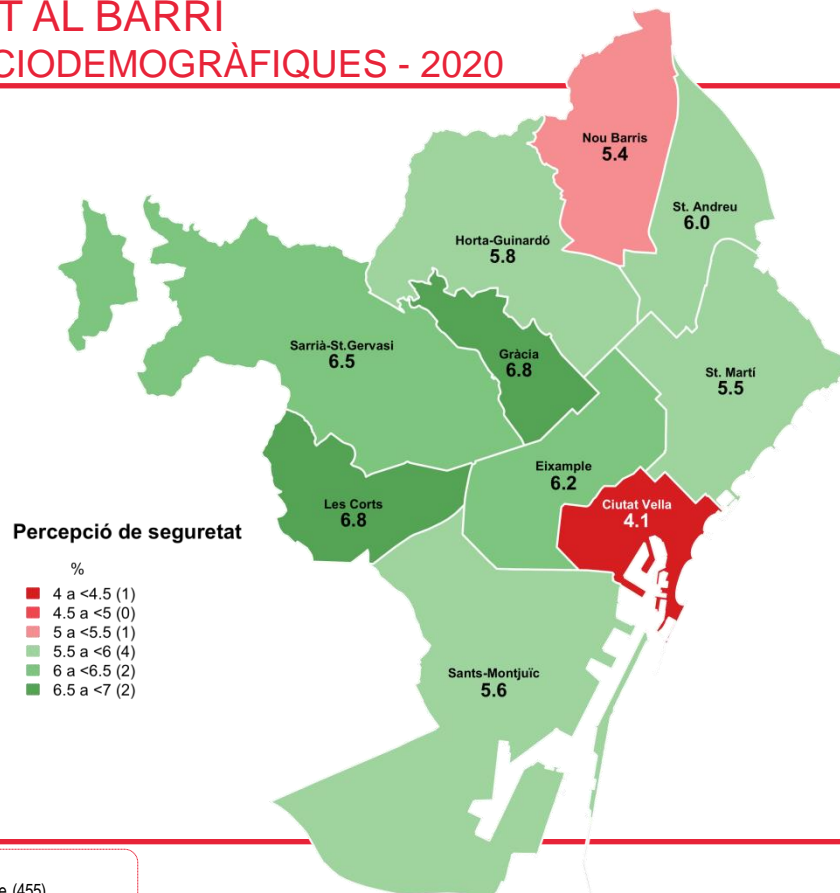 T AL BARRI
CIODEMOGRÀFIQUES - 2020
Nou Barris
5.4
St. Andreu
6.0
Horta-Guinardó
5.8
Sarrià-St.Gervasi
6.5
Gràcia
6.8
St. Martí
5.5
Eixample
6.2
Ciutat Vella
4.1
Les Corts
6.8
Percepció de seguretat
%
4 a <4.5 (1)
4.5 a <5 (0)
5 a <5.5 (1)
5.5 a <6 (4)
6 a <6.5 (2)
6.5 a <7 (2)
Sants-Montjuïc
5.6
e (455)